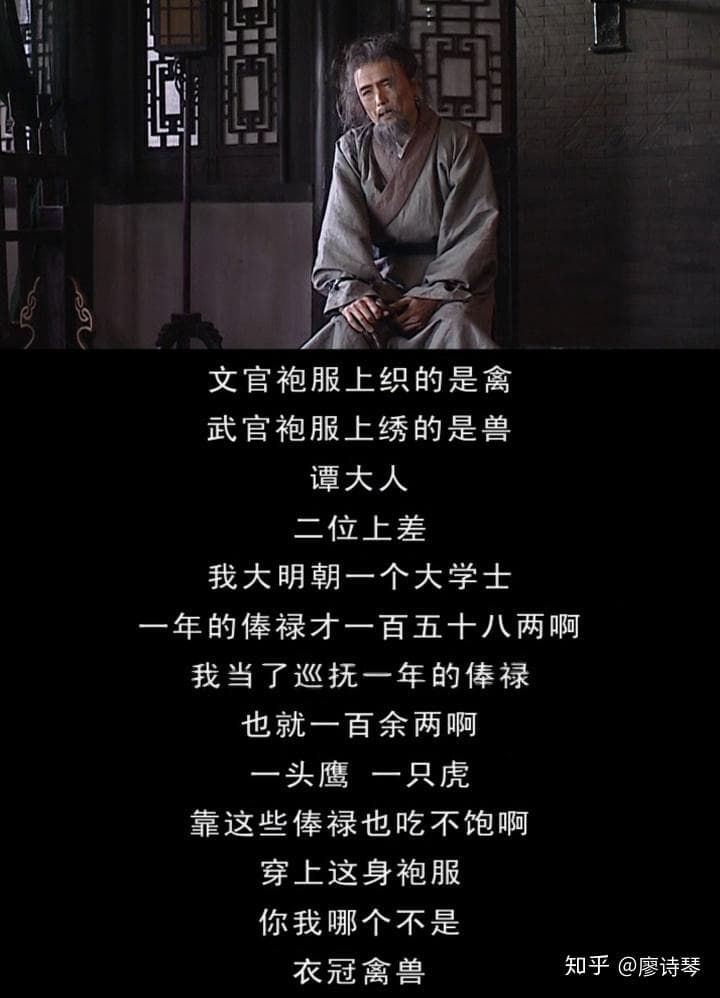 文官袍服上织的是禽
武官袍服上绣的是兽
谭大人
二位上差
我大明朝一个大学士
一年的俸禄才一百五十八两啊
我当了巡抚一年的俸禄
也就一百余两啊
一头鹰 一只虎
靠这些俸禄也吃不饱啊
穿上这身袍服
你我哪个不是
衣冠禽兽
知乎 @廖诗琴